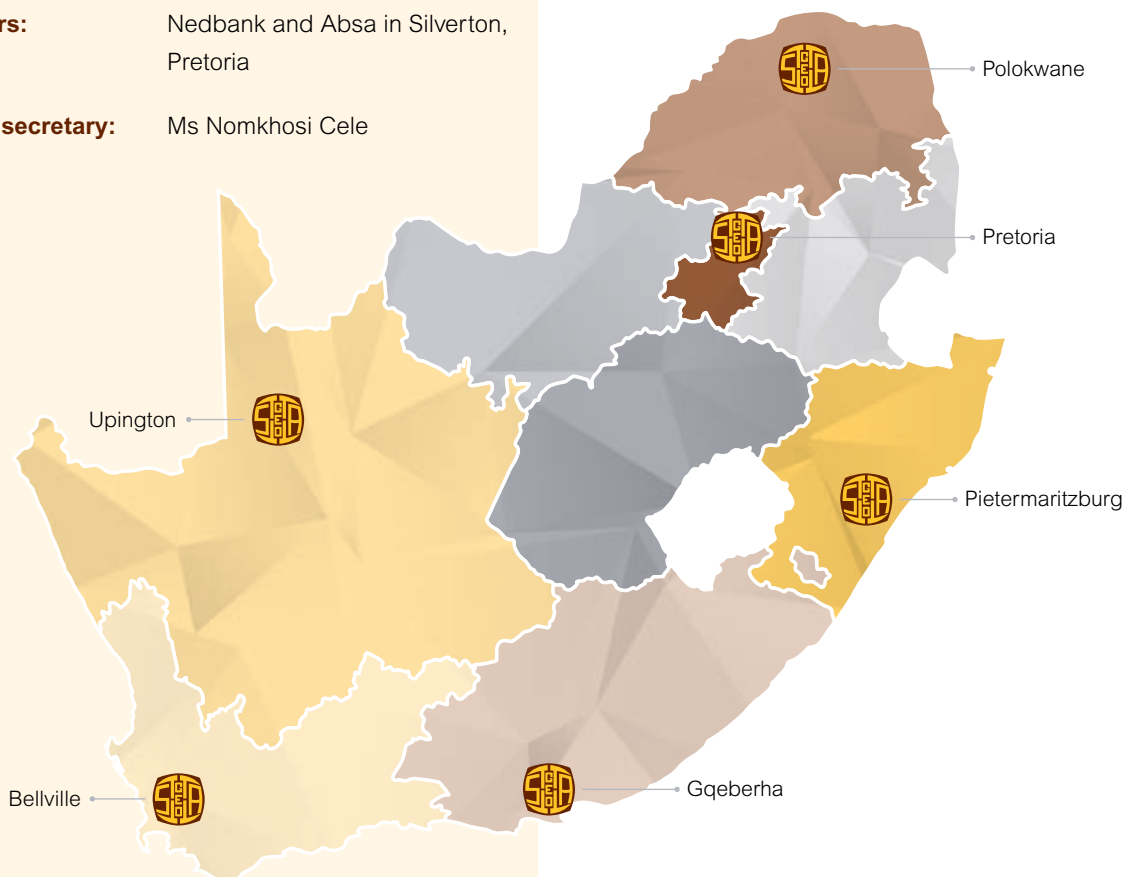 rs: Nedbank and Absa in Silverton,
Pretoria
secretary: Ms Nomkhosi Cele
Polokwane
Pretoria
Upington
Pietermaritzburg
Bellville
Gqeberha